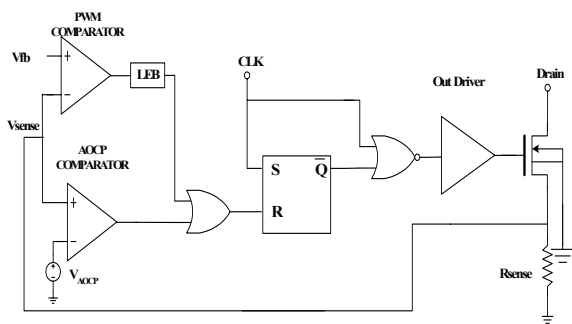 PWM
COMPARATOR
Vfb
+
−
LEB
CLK
Out Driver
Drain
Vsense
AOCP
COMPARATOR
S
Q̅
R
+
−
+
−
V_AOCP
Rsense